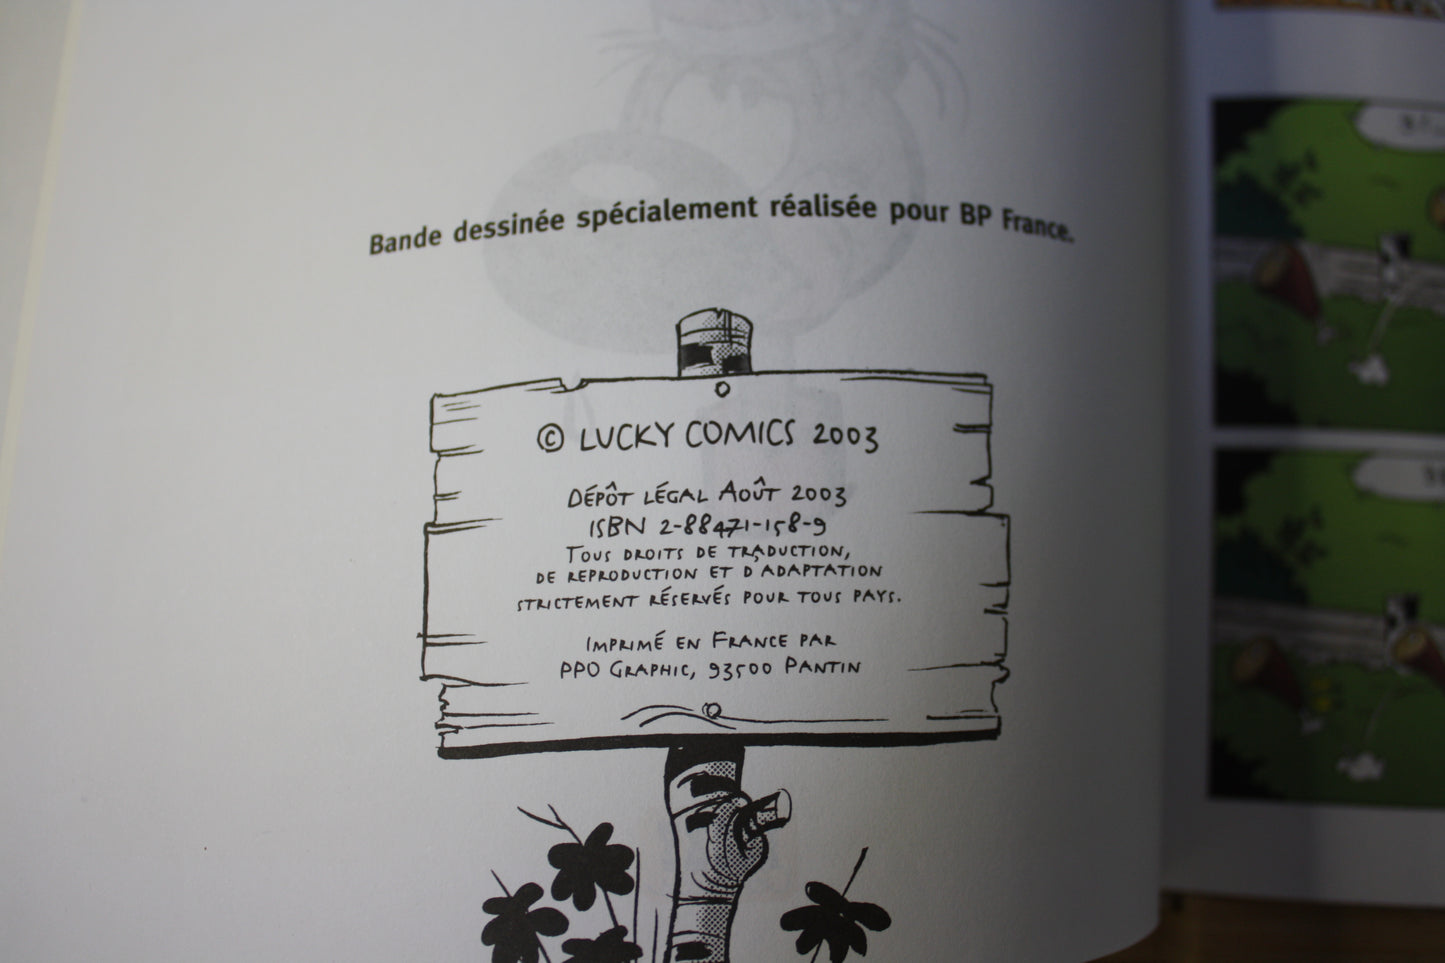 Bande dessinée spécialement réalisée pour BP France.
© LUCKY COMICS 2003
DÉPÔT LÉGAL AOÛT 2003
ISBN 2-88471-158-9
TOUS DROITS DE TRADUCTION,
DE REPRODUCTION ET D'ADAPTATION
STRICTEMENT RÉSERVÉS POUR TOUS PAYS.
IMPRIMÉ EN FRANCE PAR
PPO GRAPHIC, 93500 PANTIN